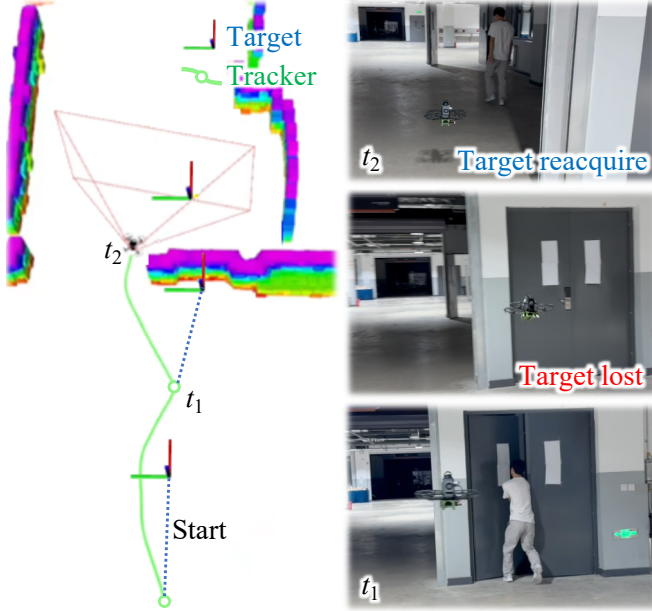 Target
Tracker
t2
t1
Start
t2
Target reacquire
Target lost
t1